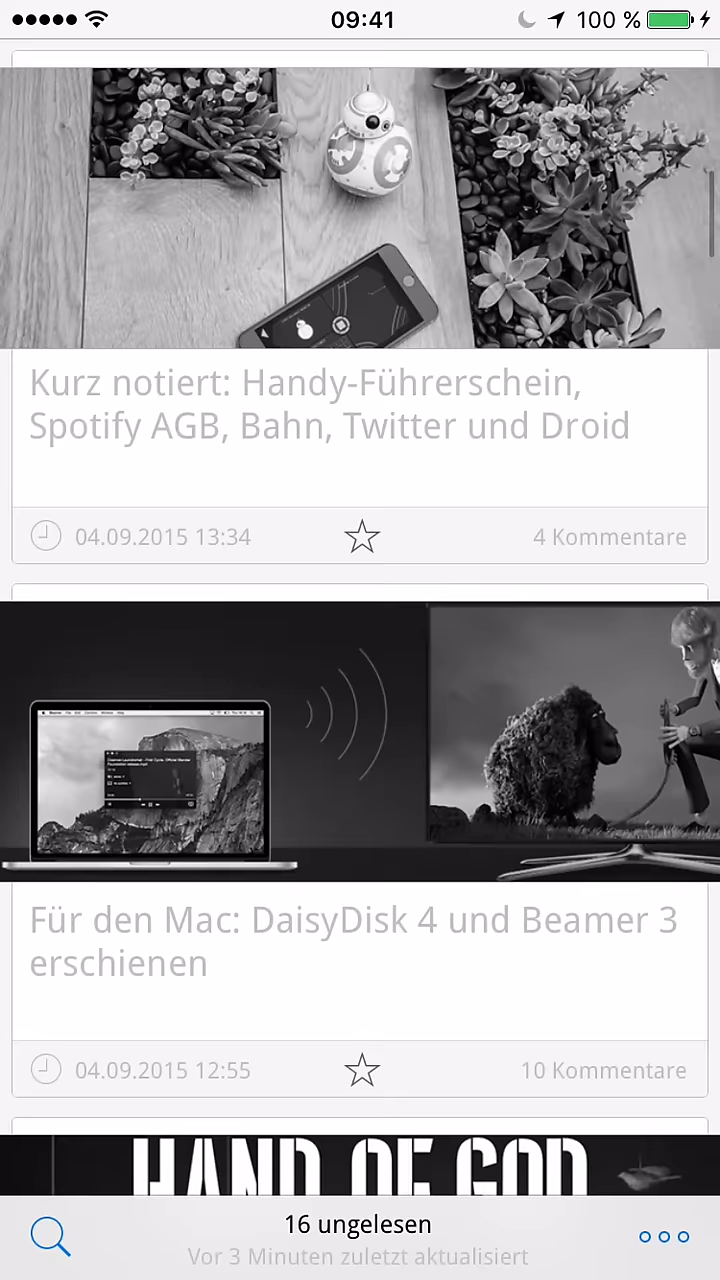 09:41
100 %
Kurz notiert: Handy-Führerschein,
Spotify AGB, Bahn, Twitter und Droid
04.09.2015 13:34
4 Kommentare
Für den Mac: DaisyDisk 4 und Beamer 3
erschienen
04.09.2015 12:55
10 Kommentare
HAND OF GOD
16 ungelesen
Vor 3 Minuten zuletzt aktualisiert